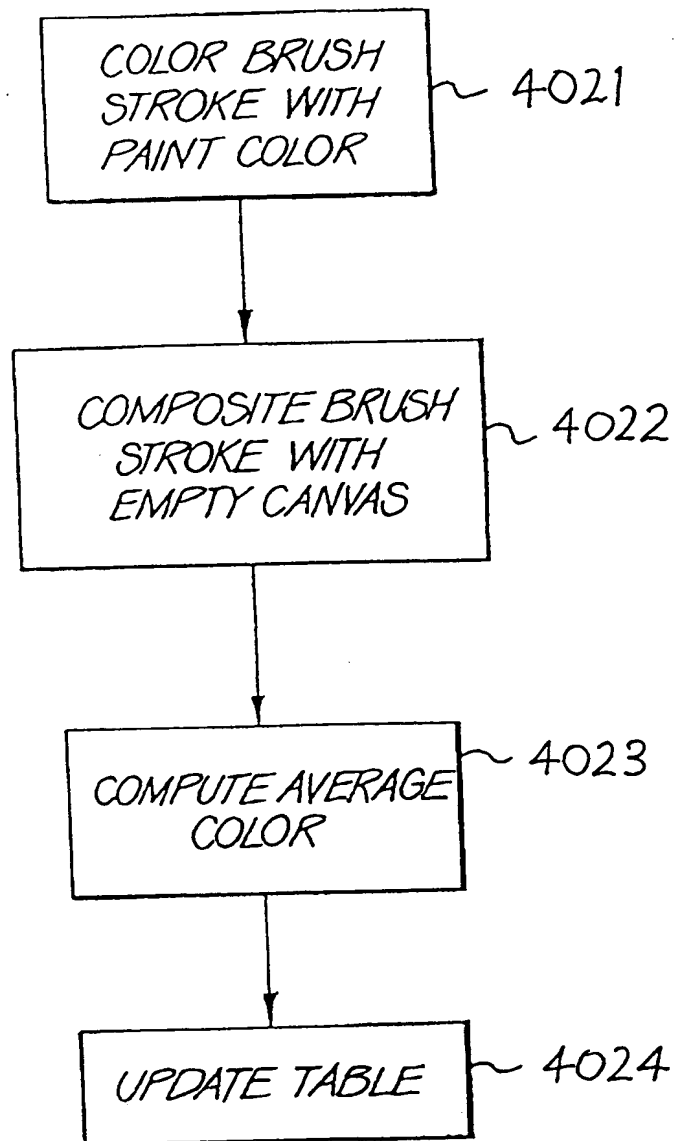 COLOR BRUSH
STROKE WITH
PAINT COLOR
4021
COMPOSITE BRUSH
STROKE WITH
EMPTY CANVAS
4022
COMPUTE AVERAGE
COLOR
4023
UPDATE TABLE
4024